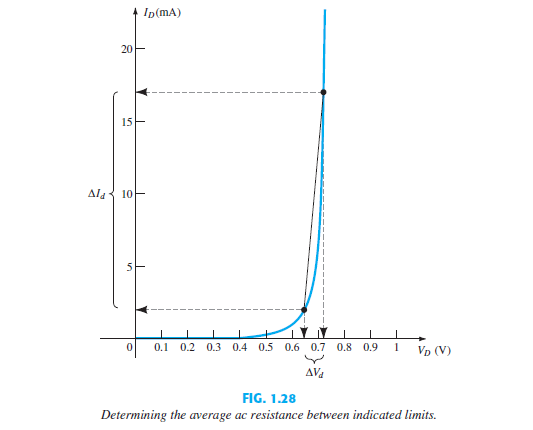 I_D (mA)
20
15
ΔI_d
10
5
0 0.1 0.2 0.3 0.4 0.5 0.6 0.7 0.8 0.9 1 V_D (V)
ΔV_d
FIG. 1.28
Determining the average ac resistance between indicated limits.